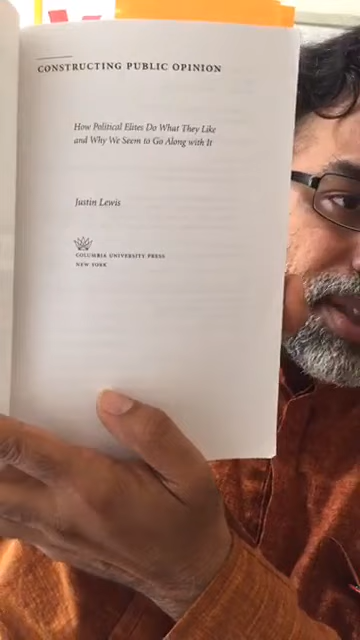 CONSTRUCTING PUBLIC OPINION
How Political Elites Do What They Like
and Why We Seem to Go Along with It
Justin Lewis
COLUMBIA UNIVERSITY PRESS
NEW YORK